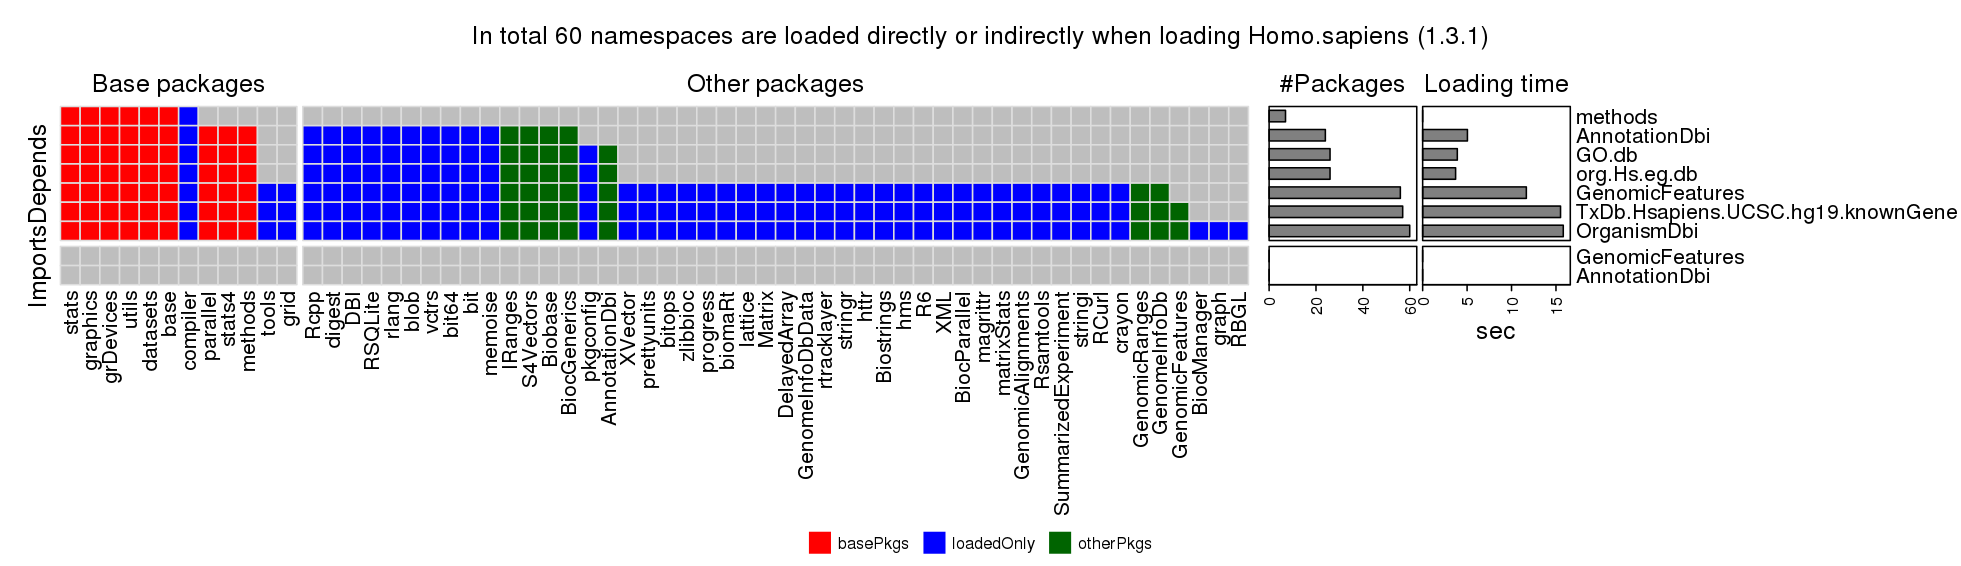 In total 60 namespaces are loaded directly or indirectly when loading Homo.sapiens (1.3.1)
Base packages
Other packages
#Packages
Loading time
Depends
Imports
methods
AnnotationDbi
GO.db
org.Hs.eg.db
GenomicFeatures
TxDb.Hsapiens.UCSC.hg19.knownGene
OrganismDbi
GenomicFeatures
AnnotationDbi
0 20 40 60
0 5 10 15
sec
stats
graphics
grDevices
utils
datasets
base
compiler
parallel
stats4
methods
tools
grid
Rcpp
digest
DBI
RSQLite
rlang
blob
vctrs
bit64
bit
memoise
IRanges
S4Vectors
Biobase
BiocGenerics
pkgconfig
AnnotationDbi
XVector
prettyunits
bitops
zlibbioc
progress
biomaRt
lattice
Matrix
DelayedArray
GenomeInfoDbData
rtracklayer
stringr
httr
Biostrings
hms
R6
XML
BiocParallel
magrittr
matrixStats
GenomicAlignments
Rsamtools
SummarizedExperiment
stringi
RCurl
crayon
GenomicRanges
GenomeInfoDb
GenomicFeatures
BiocManager
graph
RBGL
basePkgs
loadedOnly
otherPkgs